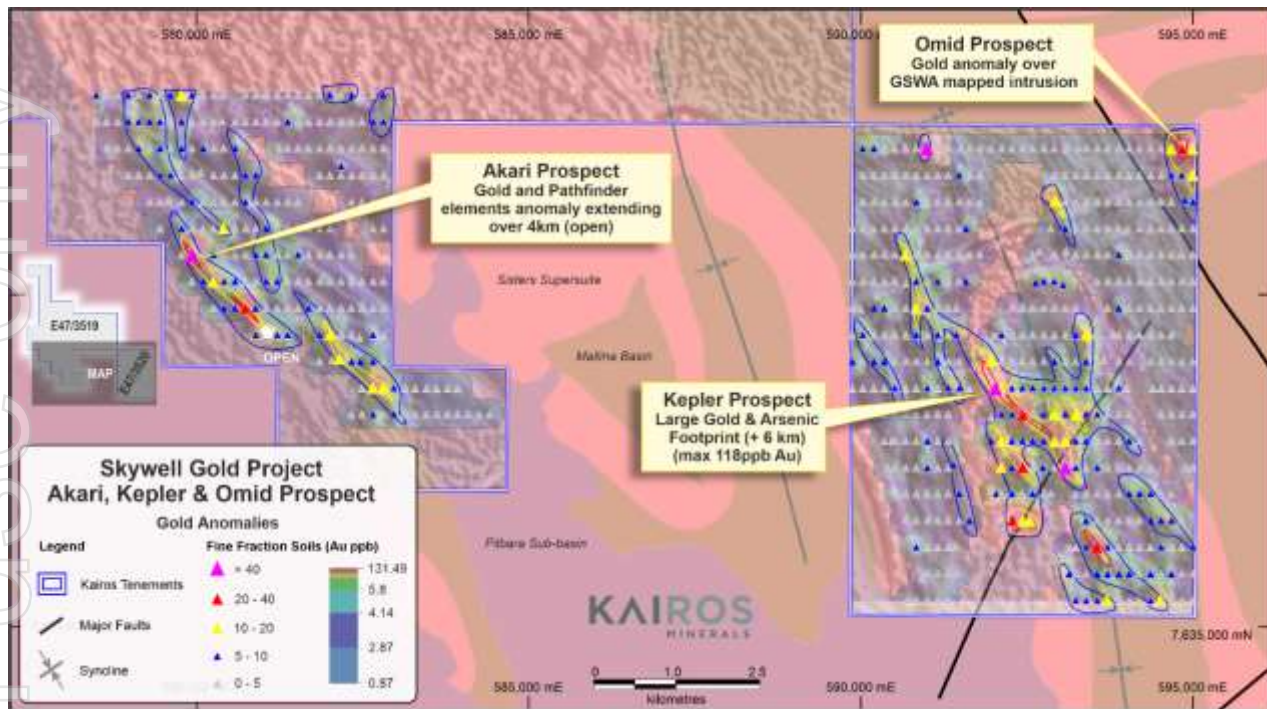 580,000 mE
585,000 mE
590,000 mE
595,000 mE
Omid Prospect
Gold anomaly over
GSWA mapped intrusion
Akari Prospect
Gold and Pathfinder
elements anomaly extending
over 4km (open)
Sisters Supersuite
E47/3519
MAP
OPEN
Mallina Basin
Kepler Prospect
Large Gold & Arsenic
Footprint (+ 6 km)
(max 118ppb Au)
Skywell Gold Project
Akari, Kepler & Omid Prospect
Gold Anomalies
Legend
Fine Fraction Soils (Au ppb)
Kairos Tenements
Major Faults
Syncline
> 40
20 - 40
10 - 20
5 - 10
0 - 5
131.49
5.8
4.14
2.87
0.87
Pilbara Sub-basin
KAIROS
MINERALS
7,635,000 mN
0 1.0 2.5
kilometres
585,000 mE
590,000 mE
595,000 mE